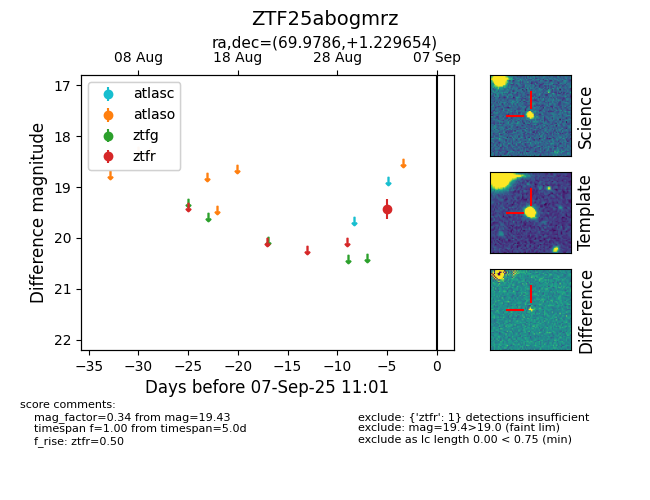 ZTF25abogmrz
ra,dec=(69.9786,+1.229654)
08 Aug 18 Aug 28 Aug 07 Sep
17
18
19
20
21
22
Difference magnitude
atlasc
atlaso
ztfg
ztfr
−35 −30 −25 −20 −15 −10 −5 0
Days before 07-Sep-25 11:01
Science
Template
Difference
score comments:
mag_factor=0.34 from mag=19.43
timespan f=1.00 from timespan=5.0d
f_rise: ztfr=0.50
exclude: {'ztfr': 1} detections insufficient
exclude: mag=19.4>19.0 (faint lim)
exclude as lc length 0.00 < 0.75 (min)